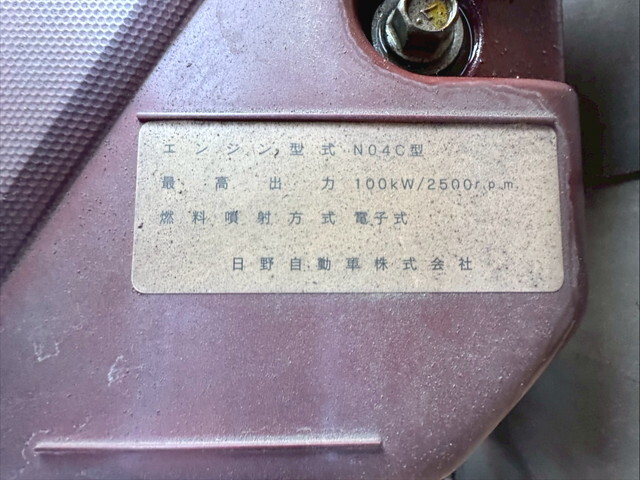 エンジン型式 N04C型
最高出力 100kW/2500r.p.m.
燃料噴射方式 電子式
日野自動車株式会社